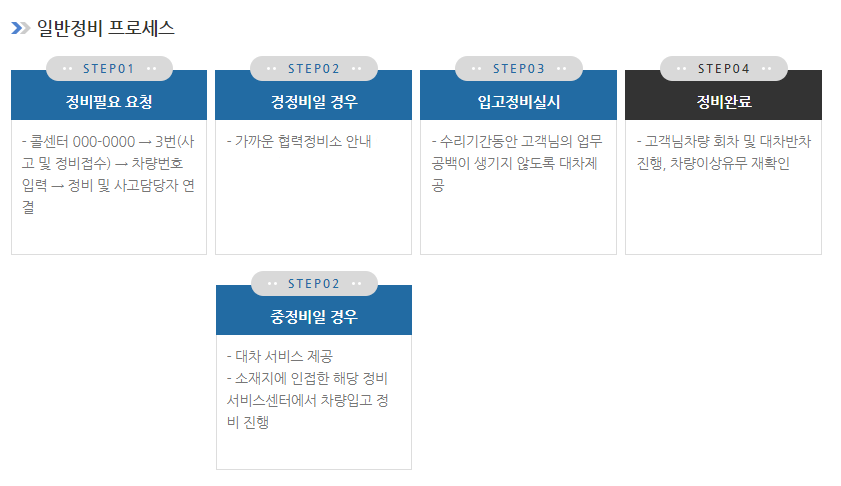 일반정비 프로세스
STEP01
정비필요 요청
- 콜센터 000-0000 → 3번(사
고 및 정비접수) → 차량번호
입력 → 정비 및 사고담당자 연
결
STEP02
경정비일 경우
- 가까운 협력정비소 안내
STEP03
입고정비실시
- 수리기간동안 고객님의 업무
공백이 생기지 않도록 대차제
공
STEP04
정비완료
- 고객님차량 회차 및 대차반차
진행, 차량이상유무 재확인
STEP02
중정비일 경우
- 대차 서비스 제공
- 소재지에 인접한 해당 정비
서비스센터에서 차량입고 정
비 진행